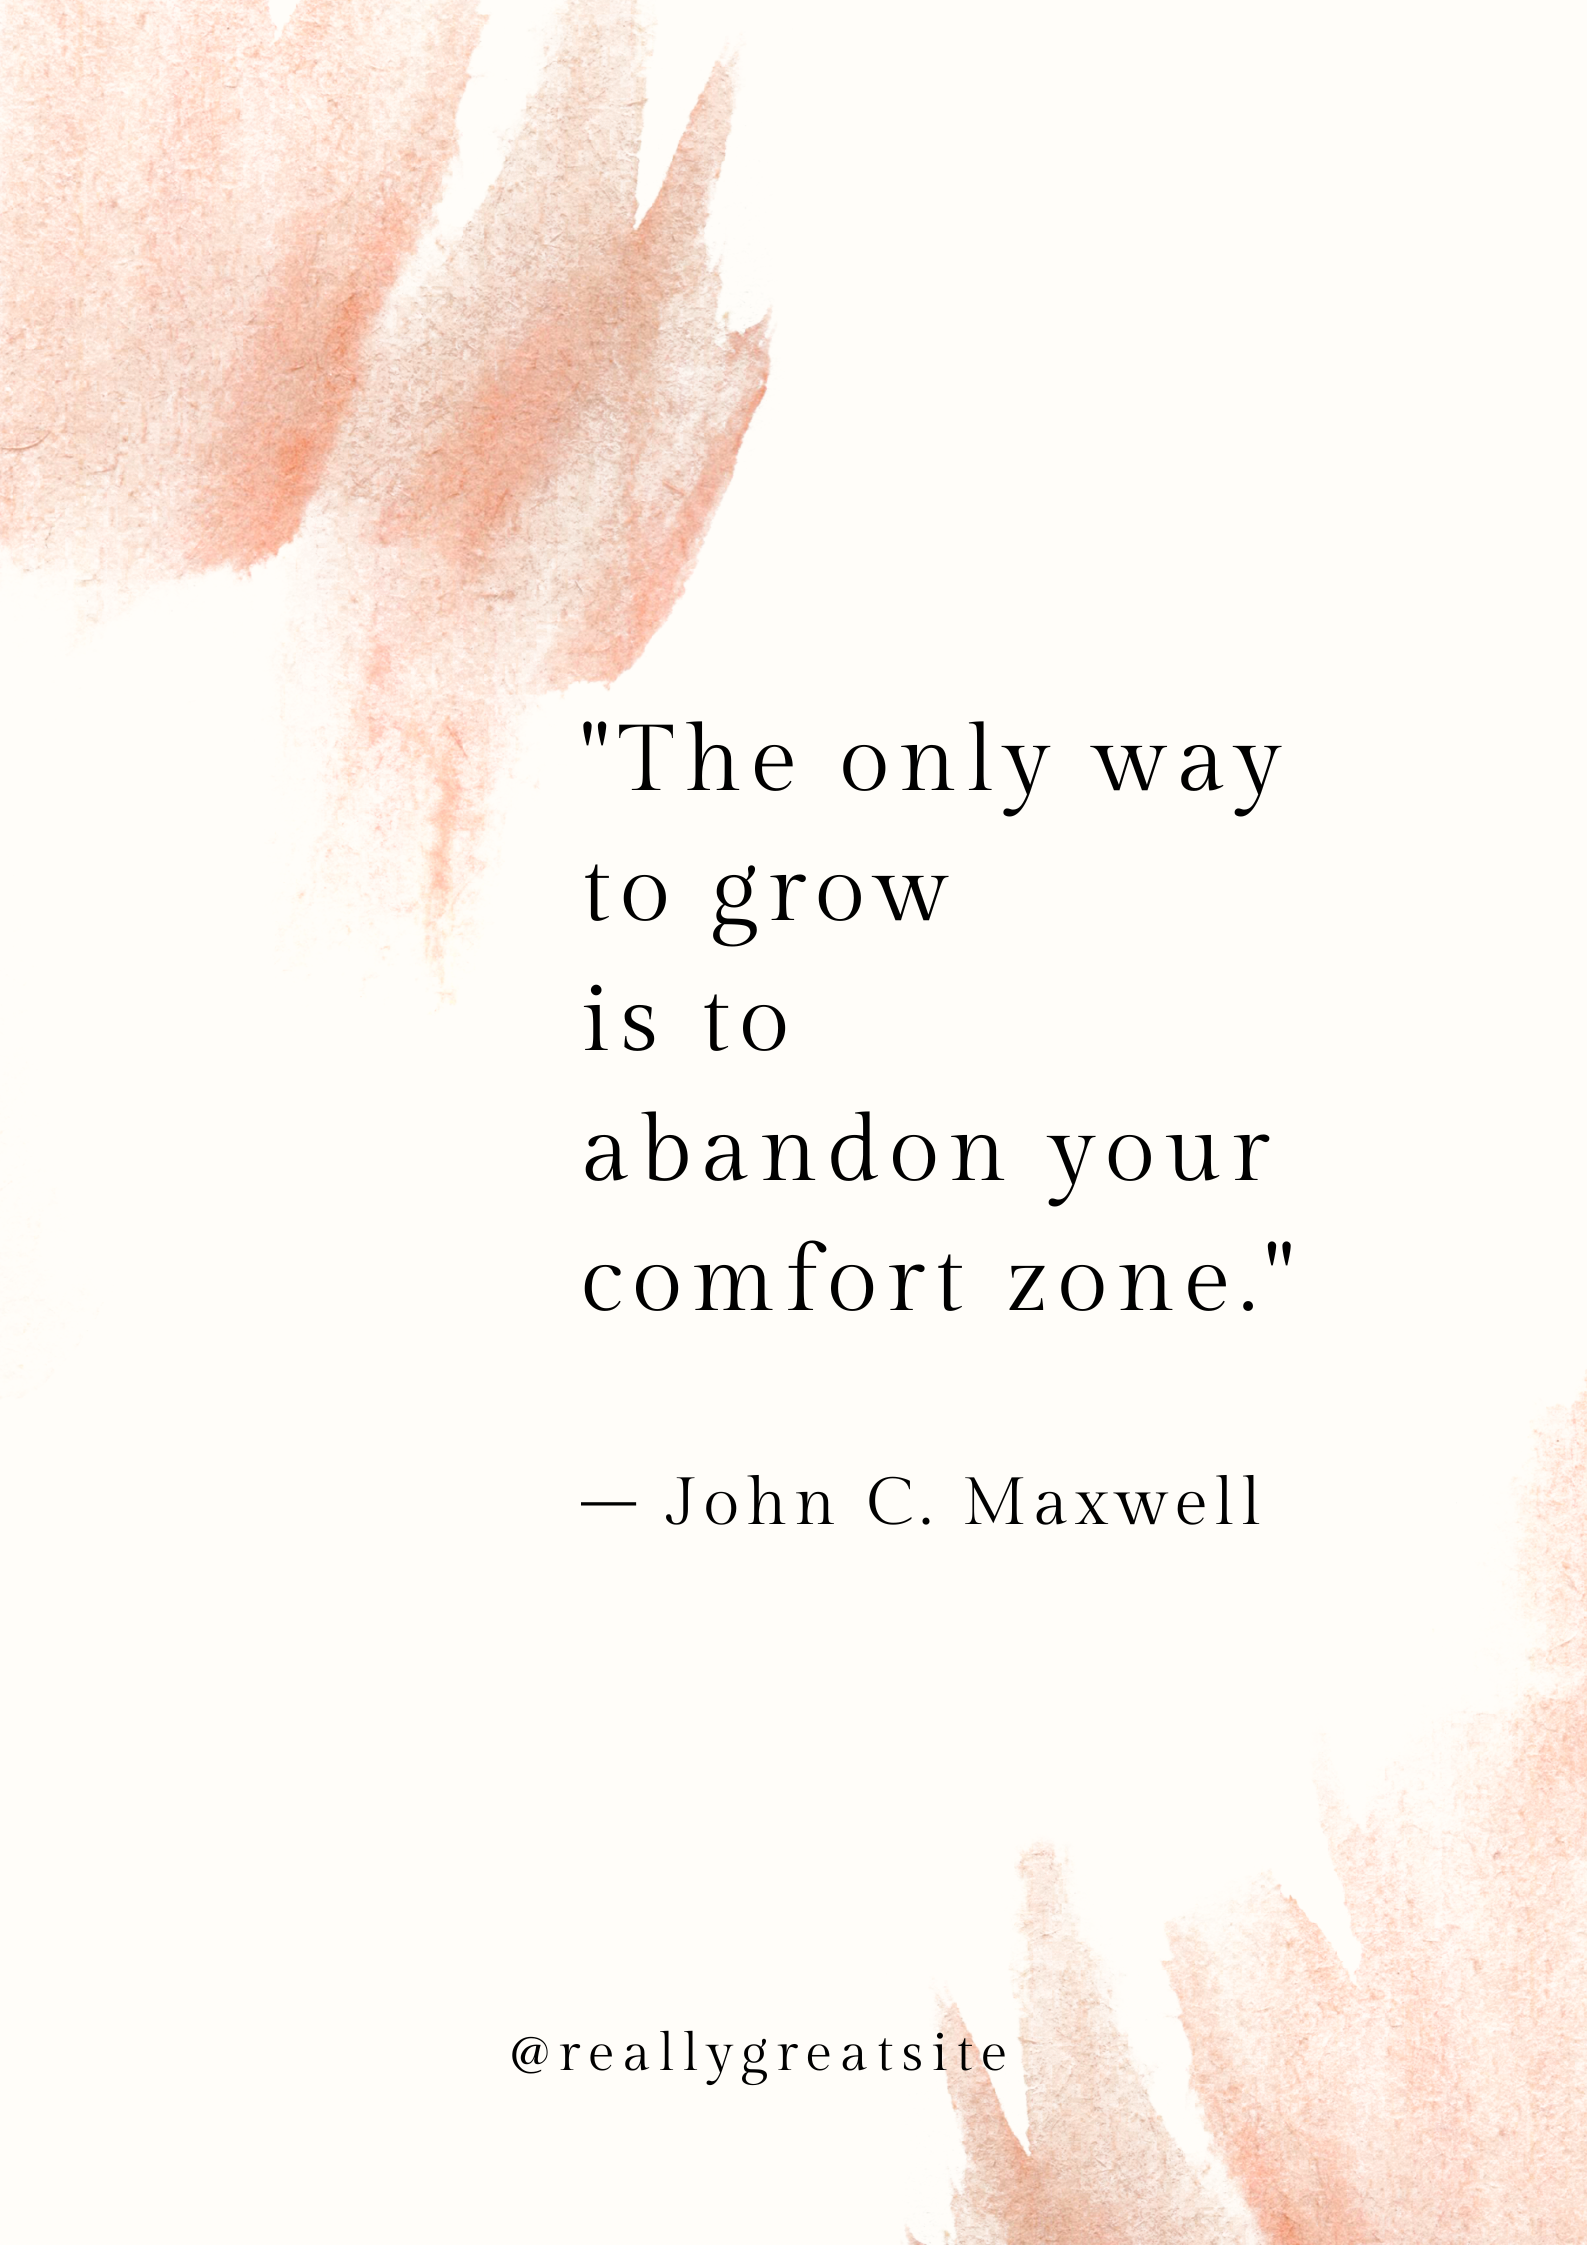 "The only way
to grow
is to
abandon your
comfort zone."
— John C. Maxwell
@reallygreatsite